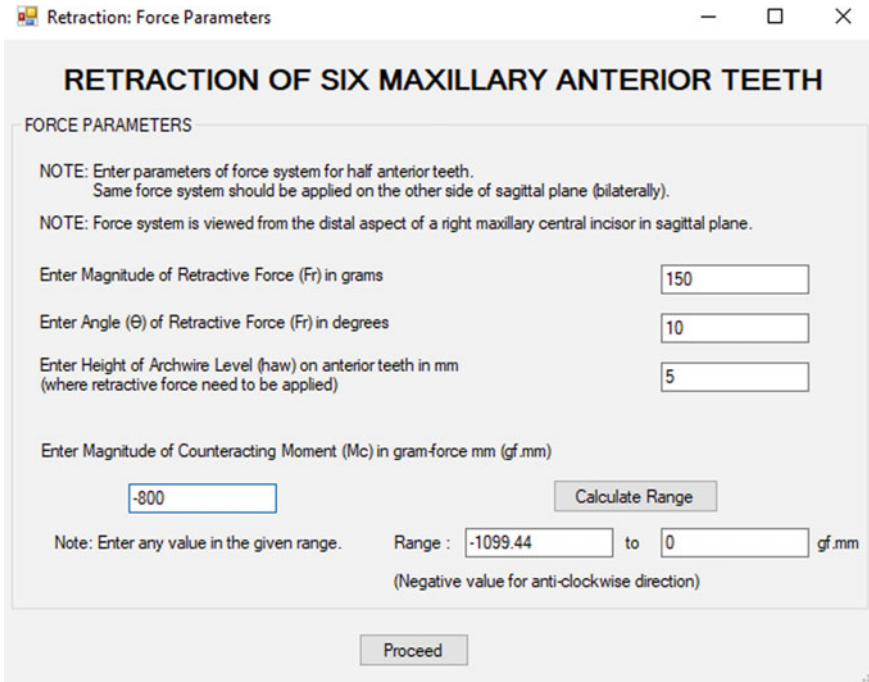 Retraction: Force Parameters
RETRACTION OF SIX MAXILLARY ANTERIOR TEETH
FORCE PARAMETERS
NOTE: Enter parameters of force system for half anterior teeth.
Same force system should be applied on the other side of sagittal plane (bilaterally).
NOTE: Force system is viewed from the distal aspect of a right maxillary central incisor in sagittal plane.
Enter Magnitude of Retractive Force (Fr) in grams 150
Enter Angle (Θ) of Retractive Force (Fr) in degrees 10
Enter Height of Archwire Level (haw) on anterior teeth in mm
(where retractive force need to be applied) 5
Enter Magnitude of Counteracting Moment (Mc) in gram-force mm (gf.mm)
-800 Calculate Range
Note: Enter any value in the given range. Range : -1099.44 to 0 gf.mm
(Negative value for anti-clockwise direction)
Proceed